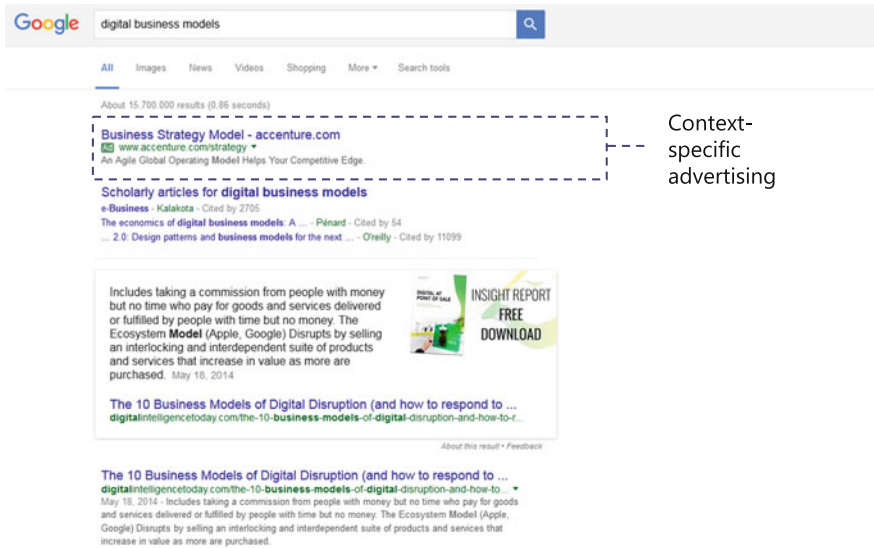 Google digital business models
All Images News Videos Shopping More Search tools
About 15.700.000 results (0,86 seconds)
Business Strategy Model - accenture.com
Ad www.accenture.com/strategy
An Agile Global Operating Model Helps Your Competitive Edge.
Context-
specific
advertising
Scholarly articles for digital business models
e-Business - Kalakota - Cited by 2705
The economics of digital business models: A ... - Pénard - Cited by 54
... 2.0: Design patterns and business models for the next ... - O'reilly - Cited by 11099
Includes taking a commission from people with money
but no time who pay for goods and services delivered
or fulfilled by people with time but no money. The
Ecosystem Model (Apple, Google) Disrupts by selling
an interlocking and interdependent suite of products
and services that increase in value as more are
purchased. May 18, 2014
DIGITAL AT
POINT OF SALE
INSIGHT REPORT
FREE
DOWNLOAD
The 10 Business Models of Digital Disruption (and how to respond to ...
digitalintelligencetoday.com/the-10-business-models-of-digital-disruption-and-how-to-r...
About this result • Feedback
The 10 Business Models of Digital Disruption (and how to respond to ...
digitalintelligencetoday.com/the-10-business-models-of-digital-disruption-and-how-to...
May 18, 2014 - Includes taking a commission from people with money but no time who pay for goods
and services delivered or fulfilled by people with time but no money. The Ecosystem Model (Apple,
Google) Disrupts by selling an interlocking and interdependent suite of products and services that
increase in value as more are purchased.